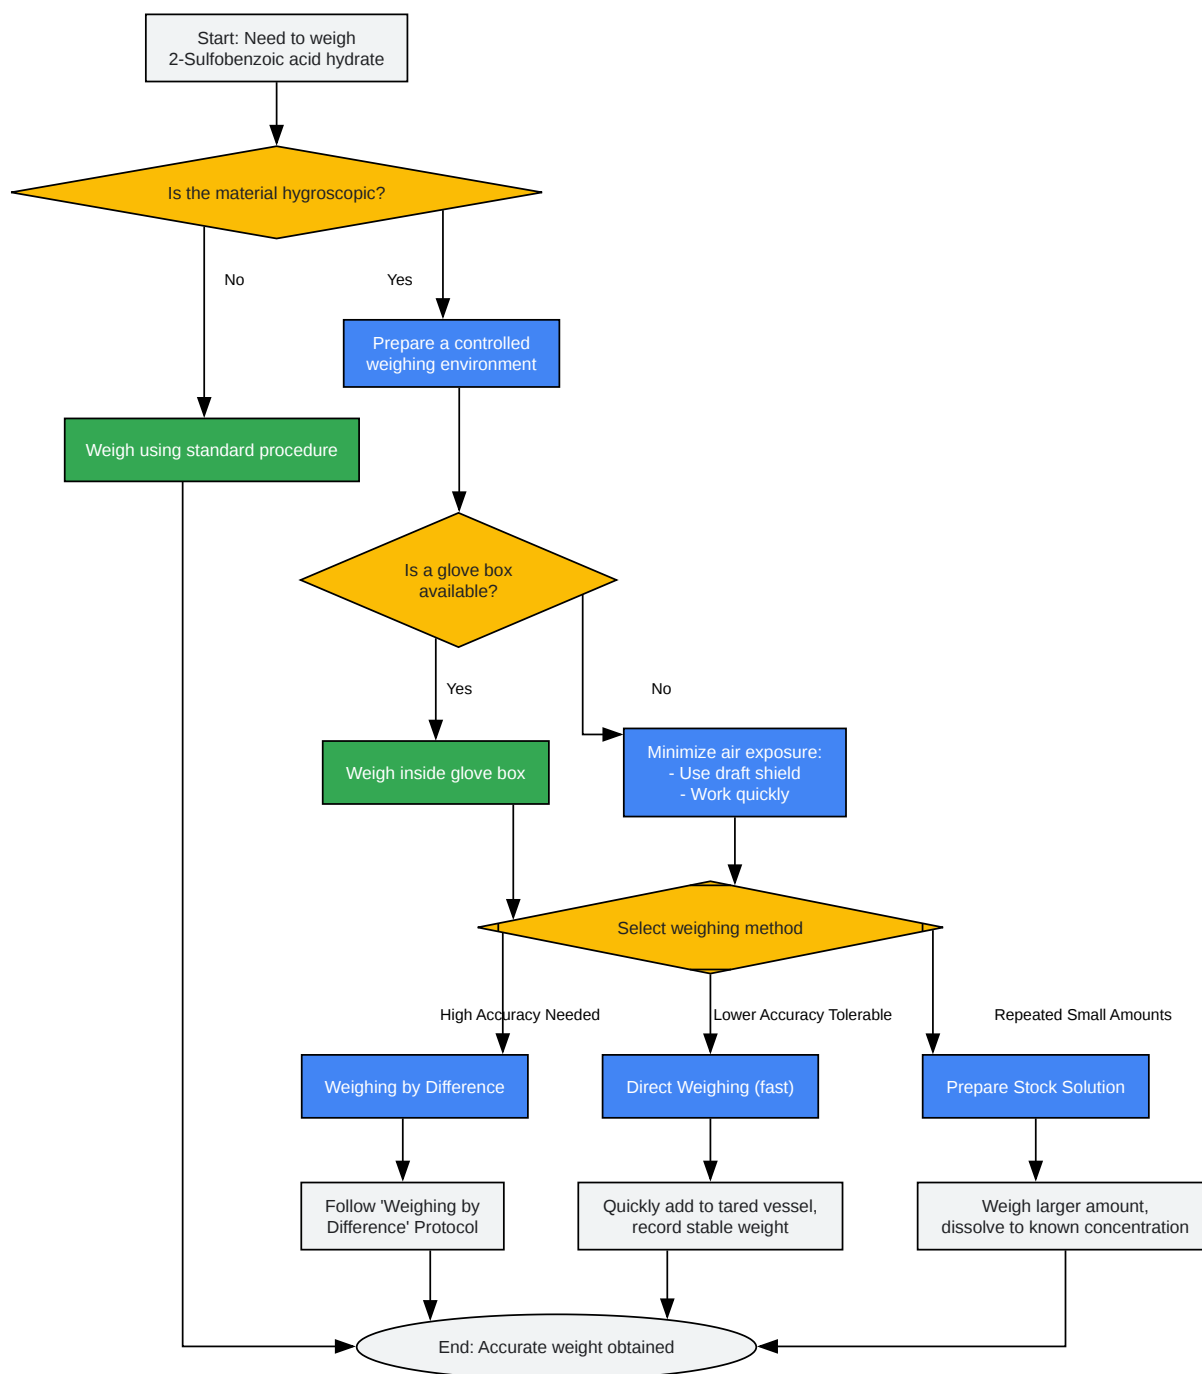 Start: Need to weigh
2-Sulfobenzoic acid hydrate
Is the material hygroscopic?
No
Yes
Prepare a controlled
weighing environment
Weigh using standard procedure
Is a glove box
available?
Yes
No
Weigh inside glove box
Minimize air exposure:
- Use draft shield
- Work quickly
Select weighing method
High Accuracy Needed
Lower Accuracy Tolerable
Repeated Small Amounts
Weighing by Difference
Direct Weighing (fast)
Prepare Stock Solution
Follow 'Weighing by
Difference' Protocol
Quickly add to tared vessel,
record stable weight
Weigh larger amount,
dissolve to known concentration
End: Accurate weight obtained